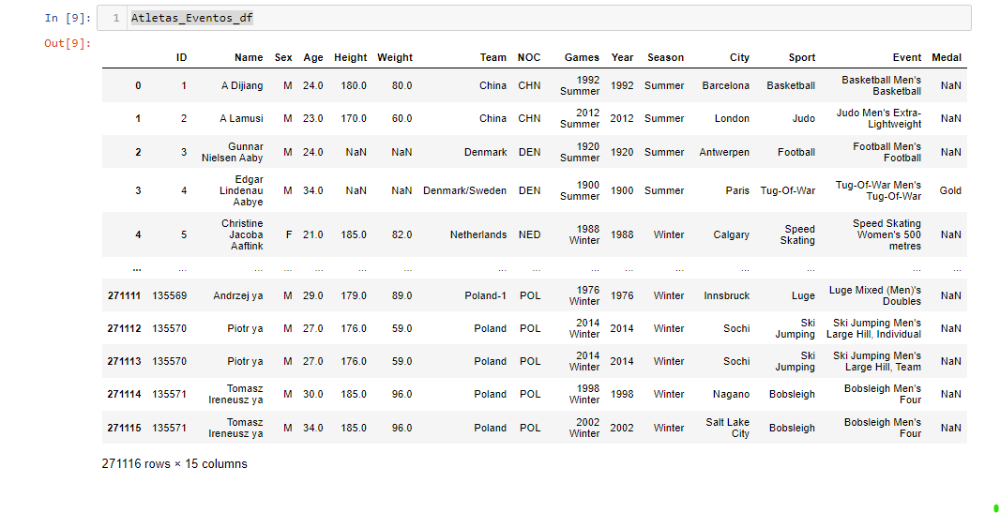 In [9]: 1 Atletas_Eventos_df
Out[9]:
ID Name Sex Age Height Weight Team NOC Games Year Season City Sport Event Medal
0 1 A Dijiang M 24.0 180.0 80.0 China CHN 1992 Summer 1992 Summer Barcelona Basketball Basketball Men's Basketball NaN
1 2 A Lamusi M 23.0 170.0 60.0 China CHN 2012 Summer 2012 Summer London Judo Judo Men's Extra-Lightweight NaN
2 3 Gunnar Nielsen Aaby M 24.0 NaN NaN Denmark DEN 1920 Summer 1920 Summer Antwerpen Football Football Men's Football NaN
3 4 Edgar Lindenau Aabye M 34.0 NaN NaN Denmark/Sweden DEN 1900 Summer 1900 Summer Paris Tug-Of-War Tug-Of-War Men's Tug-Of-War Gold
4 5 Christine Jacoba Aaftink F 21.0 185.0 82.0 Netherlands NED 1988 Winter 1988 Winter Calgary Speed Skating Speed Skating Women's 500 metres NaN
... ... ... ... ... ... ... ... ... ... ... ... ... ... ... ...
271111 135569 Andrzej ya M 29.0 179.0 89.0 Poland-1 POL 1976 Winter 1976 Winter Innsbruck Luge Luge Mixed (Men)'s Doubles NaN
271112 135570 Piotr ya M 27.0 176.0 59.0 Poland POL 2014 Winter 2014 Winter Sochi Ski Jumping Ski Jumping Men's Large Hill, Individual NaN
271113 135570 Piotr ya M 27.0 176.0 59.0 Poland POL 2014 Winter 2014 Winter Sochi Ski Jumping Ski Jumping Men's Large Hill, Team NaN
271114 135571 Tomasz Ireneusz ya M 30.0 185.0 96.0 Poland POL 1998 Winter 1998 Winter Nagano Bobsleigh Bobsleigh Men's Four NaN
271115 135571 Tomasz Ireneusz ya M 34.0 185.0 96.0 Poland POL 2002 Winter 2002 Winter Salt Lake City Bobsleigh Bobsleigh Men's Four NaN
271116 rows × 15 columns